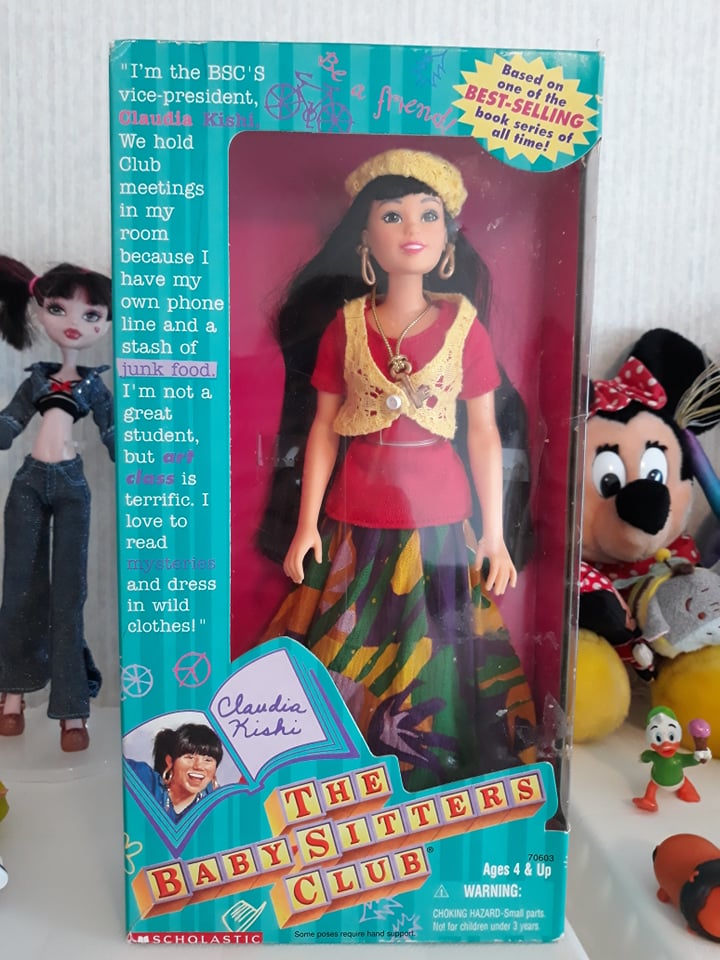 "I'm the BSC'S
vice-president,
Claudia Kishi.
We hold
Club
meetings
in my
room
because I
have my
own phone
line and a
stash of
junk food.
I'm not a
great
student,
but art
class is
terrific. I
love to
read
mysteries
and dress
in wild
clothes!"
Be
a friend!
Based on
one of the
BEST-SELLING
book series of
all time!
Claudia
Kishi
THE
BABY-SITTERS
CLUB®
70603
Ages 4 & Up
WARNING:
CHOKING HAZARD-Small parts.
Not for children under 3 years.
SCHOLASTIC
Some poses require hand support.